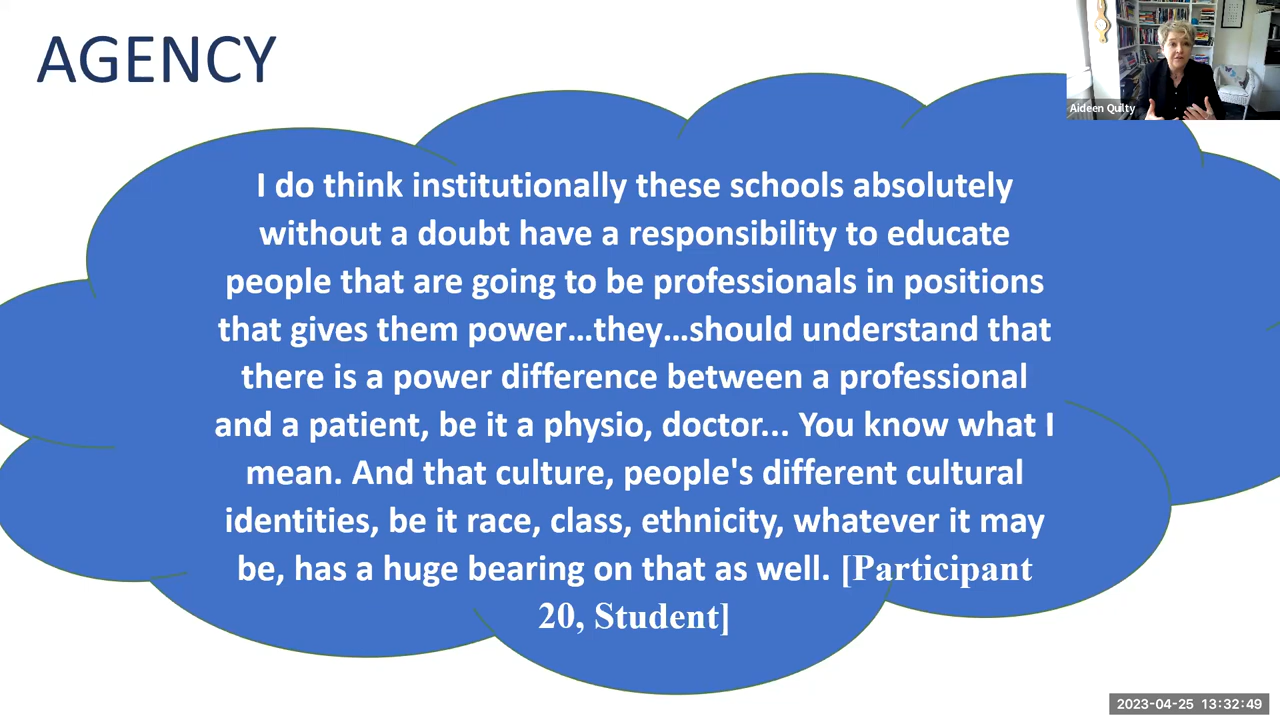 AGENCY
Aideen Quilty
I do think institutionally these schools absolutely
without a doubt have a responsibility to educate
people that are going to be professionals in positions
that gives them power...they...should understand that
there is a power difference between a professional
and a patient, be it a physio, doctor... You know what I
mean. And that culture, people's different cultural
identities, be it race, class, ethnicity, whatever it may
be, has a huge bearing on that as well. [Participant
20, Student]
2023-04-25 13:32:49